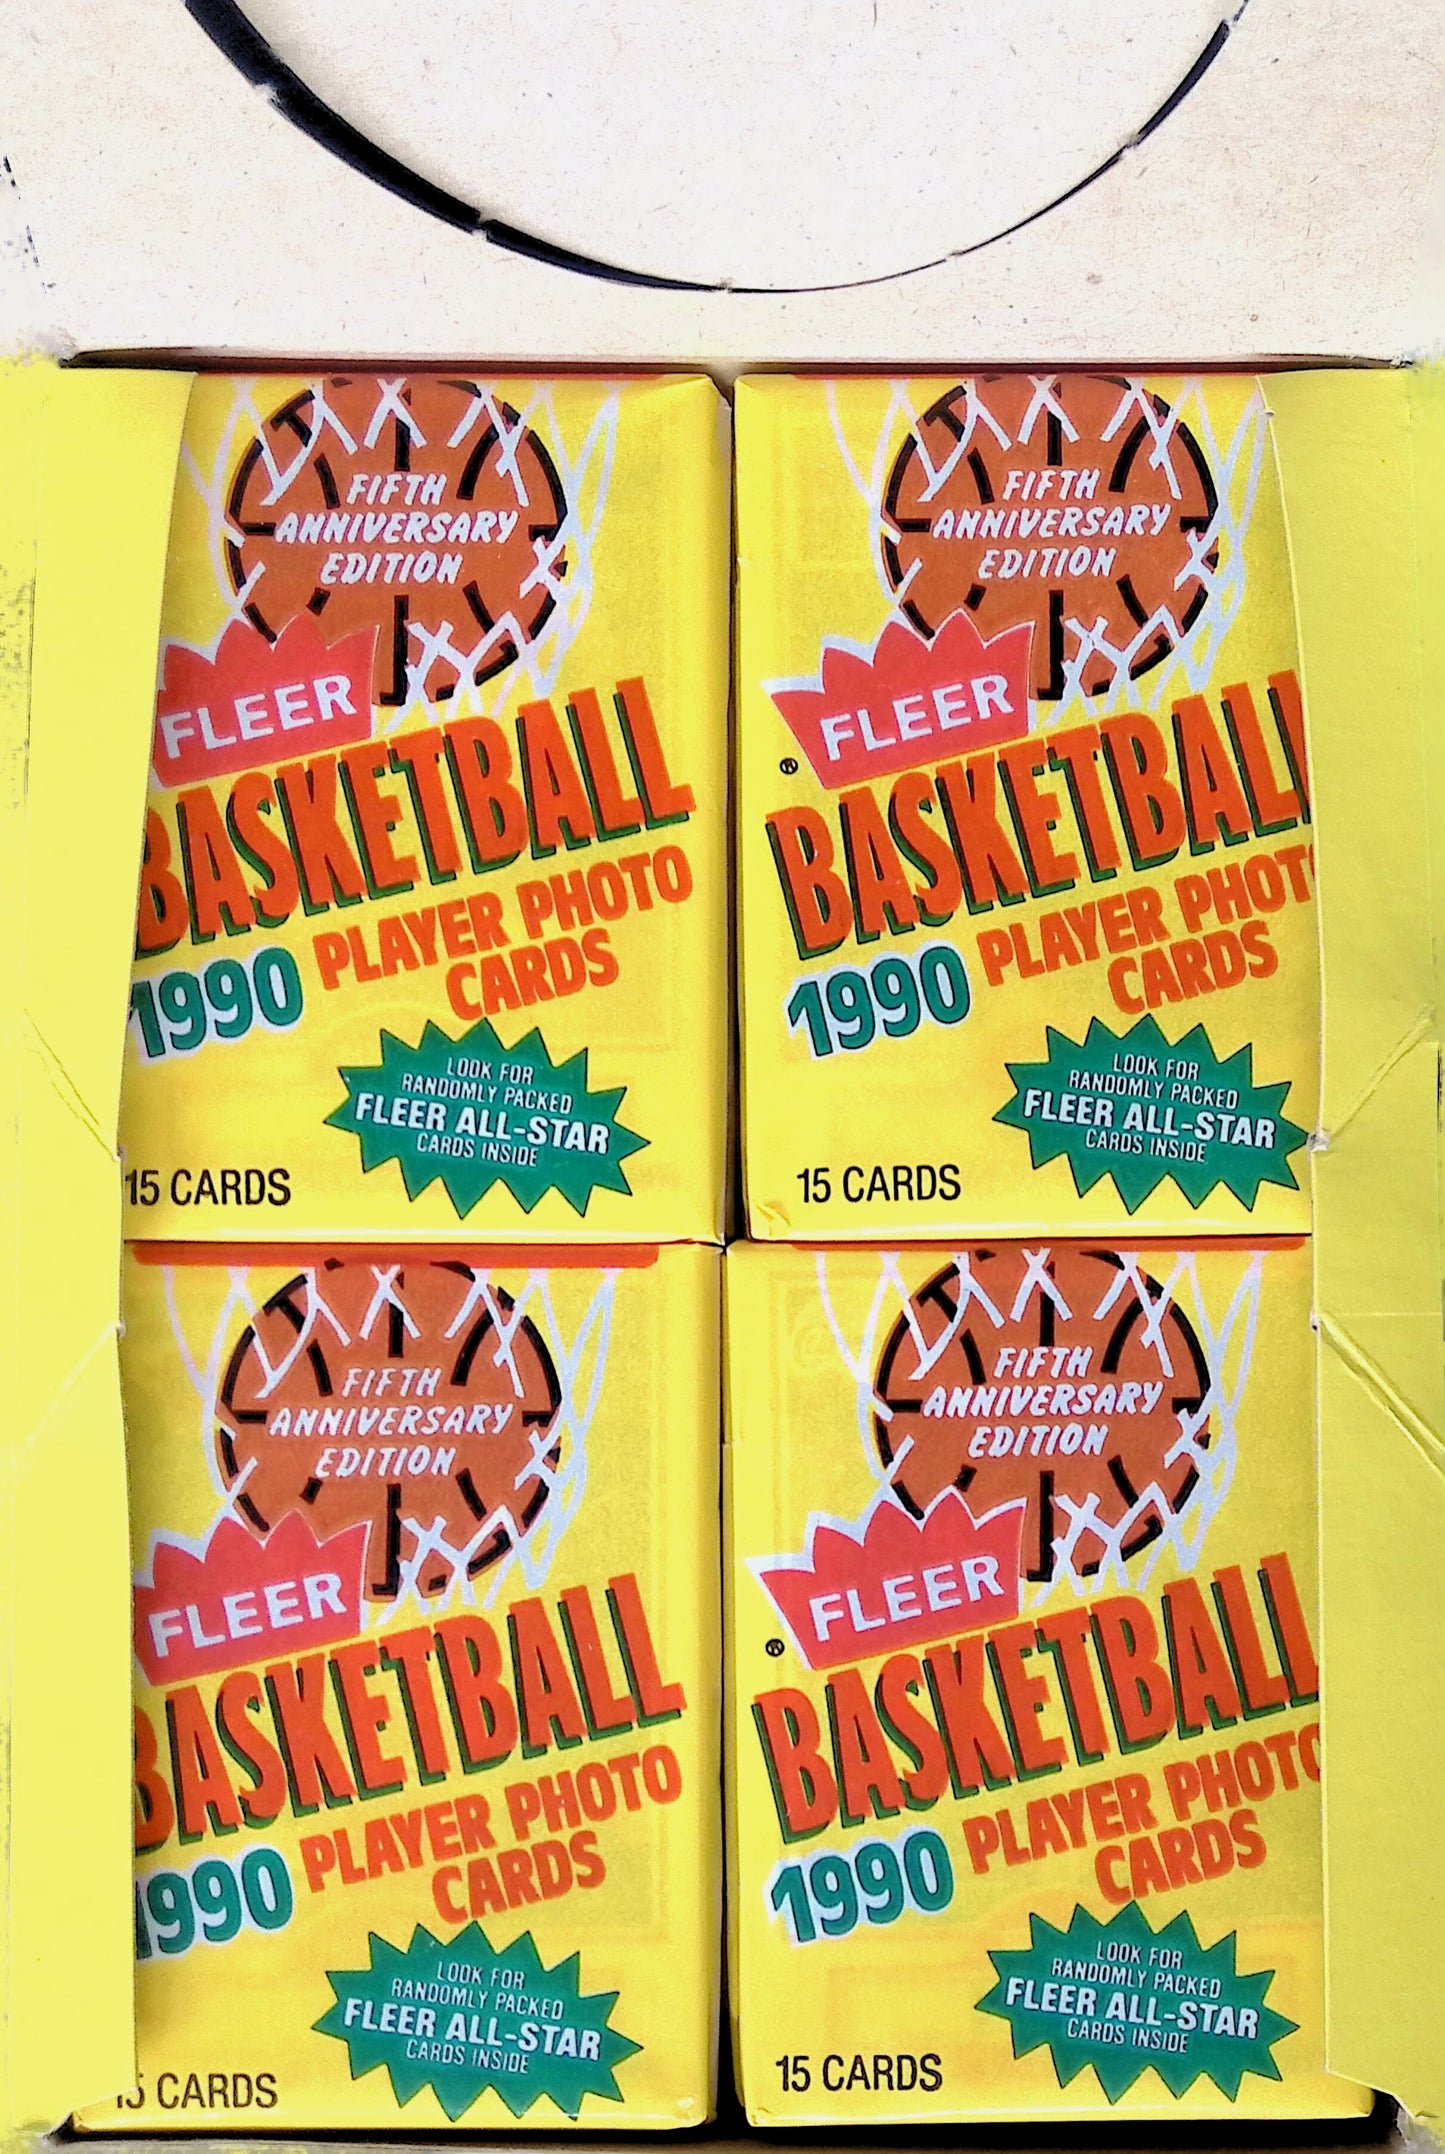 FIFTH
ANNIVERSARY
EDITION
FLEER
BASKETBALL
1990 PLAYER PHOTO
CARDS
LOOK FOR
RANDOMLY PACKED
FLEER ALL-STAR
CARDS INSIDE
15 CARDS
FIFTH
ANNIVERSARY
EDITION
FLEER
®
BASKETBALL
1990 PLAYER PHOTO
CARDS
LOOK FOR
RANDOMLY PACKED
FLEER ALL-STAR
CARDS INSIDE
15 CARDS
FIFTH
ANNIVERSARY
EDITION
FLEER
BASKETBALL
1990 PLAYER PHOTO
CARDS
LOOK FOR
RANDOMLY PACKED
FLEER ALL-STAR
CARDS INSIDE
15 CARDS
FIFTH
ANNIVERSARY
EDITION
FLEER
®
BASKETBALL
1990 PLAYER PHOTO
CARDS
LOOK FOR
RANDOMLY PACKED
FLEER ALL-STAR
CARDS INSIDE
15 CARDS